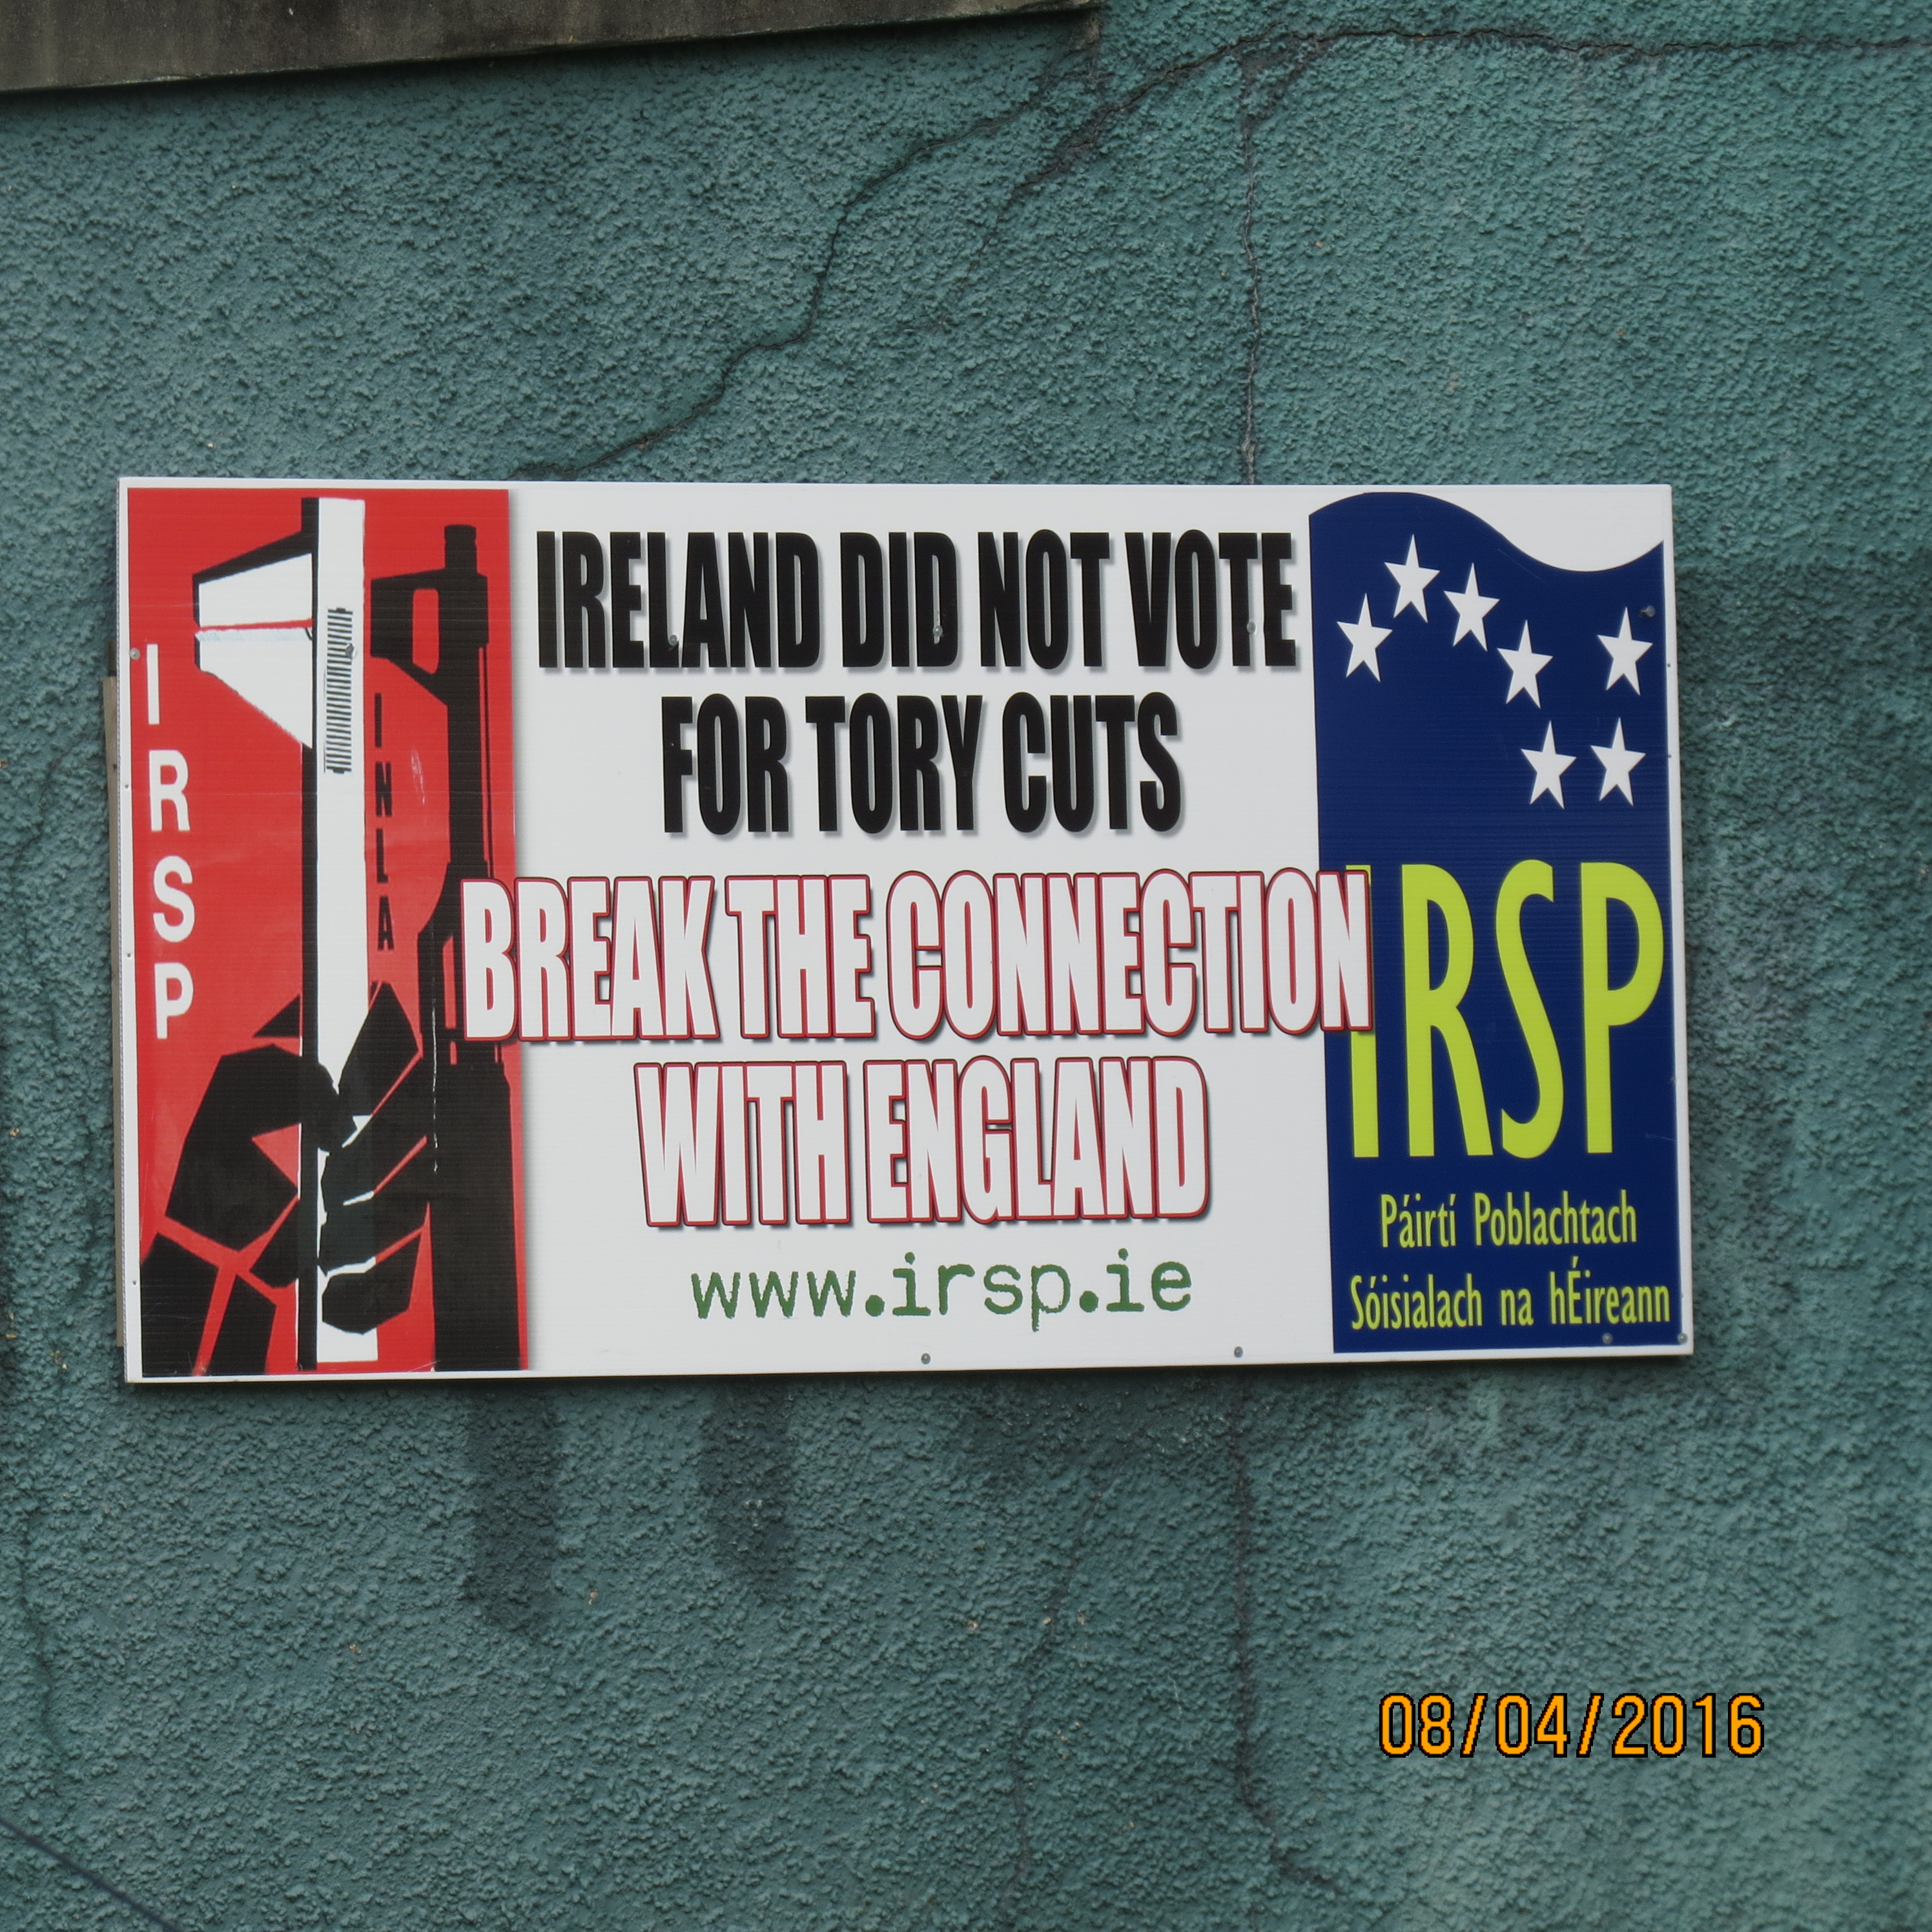 IRSP
INLA
IRELAND DID NOT VOTE
FOR TORY CUTS
BREAK THE CONNECTION
WITH ENGLAND
www.irsp.ie
IRSP
Páirtí Poblachtach
Sóisialach na hÉireann
08/04/2016